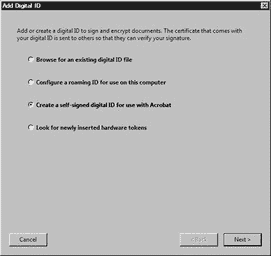 Add Digital ID
Add or create a digital ID to sign and encrypt documents. The certificate that comes with
your digital ID is sent to others so that they can verify your signature.
Browse for an existing digital ID file
Configure a roaming ID for use on this computer
Create a self-signed digital ID for use with Acrobat
Look for newly inserted hardware tokens
Cancel
< Back
Next >